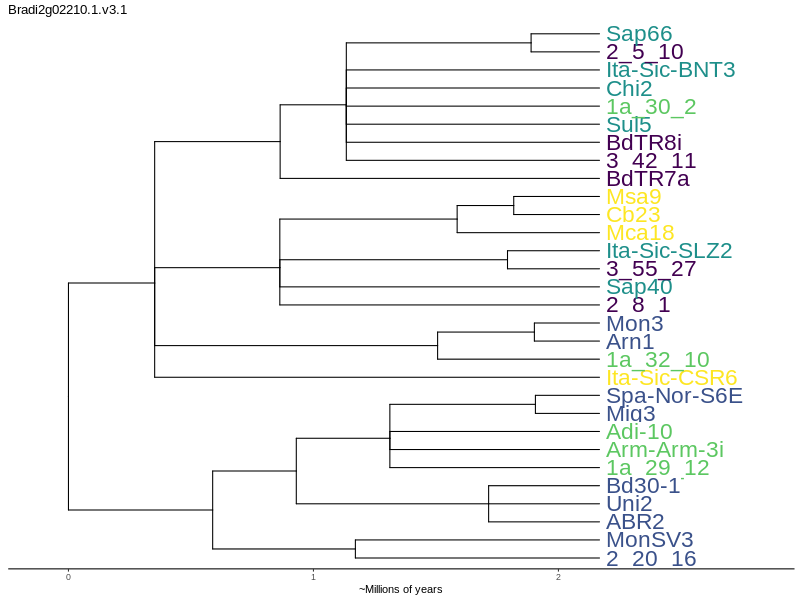 Bradi2g02210.1.v3.1
Sap66
2_5_10
Ita-Sic-BNT3
Chi2
1a_30_2
Sul5
BdTR8i
3_42_11
BdTR7a
Msa9
Cb23
Mca18
Ita-Sic-SLZ2
3_55_27
Sap40
2_8_1
Mon3
Arn1
1a_32_10
Ita-Sic-CSR6
Spa-Nor-S6E
Mig3
Adi-10
Arm-Arm-3i
1a_29_12
Bd30-1
Uni2
ABR2
MonSV3
2_20_16
0 1 2
~Millions of years